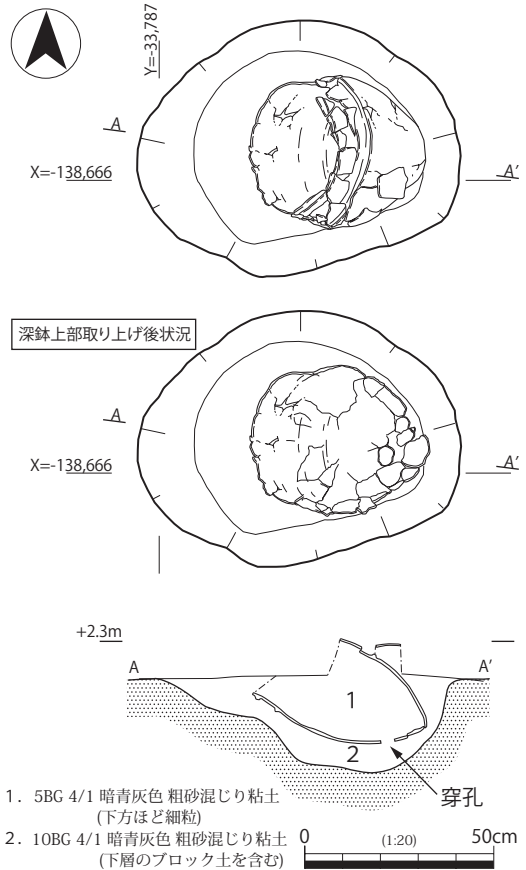 Y=-33,787
A
X=-138,666
A′
深鉢上部取り上げ後状況
A
X=-138,666
A′
+2.3m
A
A′
1
2
穿孔
1. 5BG 4/1 暗青灰色 粗砂混じり粘土
(下方ほど細粒)
2. 10BG 4/1 暗青灰色 粗砂混じり粘土
(下層のブロック土を含む)
0 (1:20) 50cm